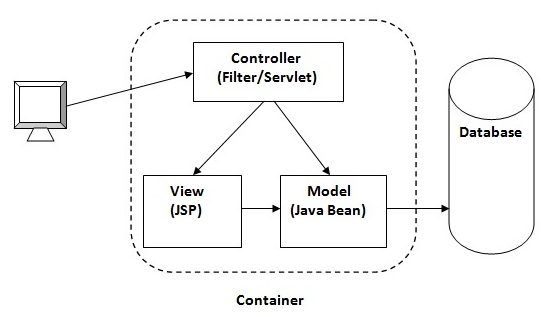 Controller
(Filter/Servlet)
Database
View
(JSP)
Model
(Java Bean)
Container